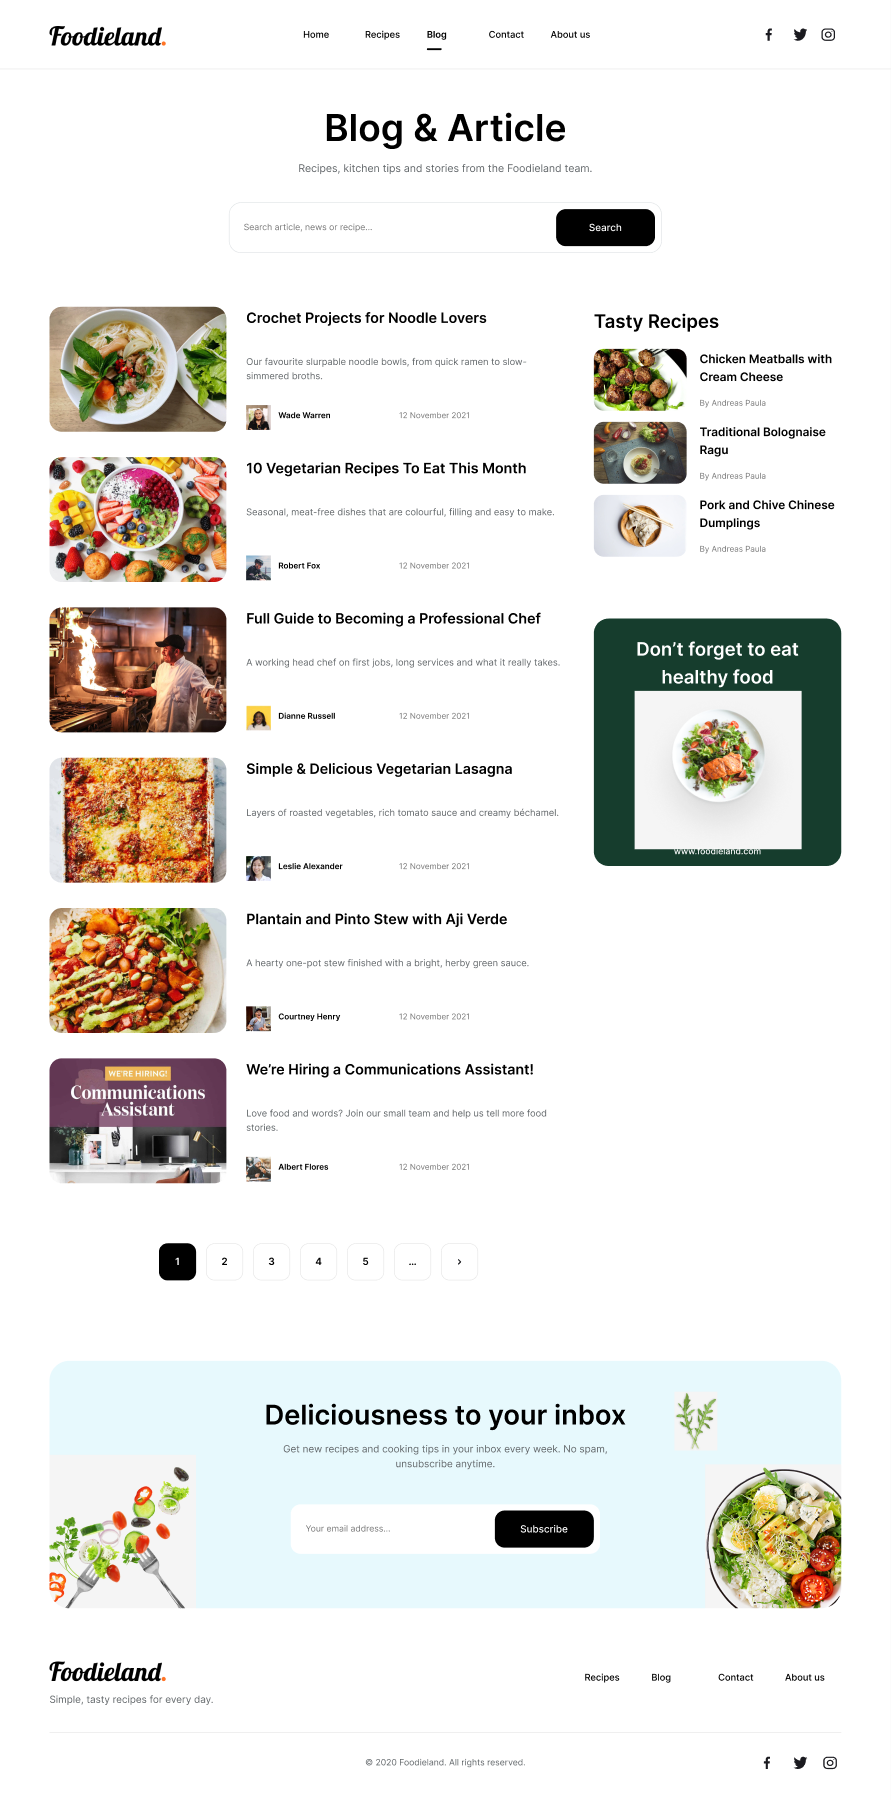 Foodieland.
Home
Recipes
Blog
Contact
About us
Blog & Article
Recipes, kitchen tips and stories from the Foodieland team.
Search article, news or recipe...
Search
Crochet Projects for Noodle Lovers
Our favourite slurpable noodle bowls, from quick ramen to slow-
simmered broths.
Wade Warren
12 November 2021
10 Vegetarian Recipes To Eat This Month
Seasonal, meat-free dishes that are colourful, filling and easy to make.
Robert Fox
12 November 2021
Full Guide to Becoming a Professional Chef
A working head chef on first jobs, long services and what it really takes.
Dianne Russell
12 November 2021
Simple & Delicious Vegetarian Lasagna
Layers of roasted vegetables, rich tomato sauce and creamy béchamel.
Leslie Alexander
12 November 2021
Plantain and Pinto Stew with Aji Verde
A hearty one-pot stew finished with a bright, herby green sauce.
Courtney Henry
12 November 2021
WE'RE HIRING!
Communications
Assistant
We're Hiring a Communications Assistant!
Love food and words? Join our small team and help us tell more food
stories.
Albert Flores
12 November 2021
Tasty Recipes
Chicken Meatballs with
Cream Cheese
By Andreas Paula
Traditional Bolognaise
Ragu
By Andreas Paula
Pork and Chive Chinese
Dumplings
By Andreas Paula
Don't forget to eat
healthy food
www.foodieland.com
1
2
3
4
5
...
>
Deliciousness to your inbox
Get new recipes and cooking tips in your inbox every week. No spam,
unsubscribe anytime.
Your email address...
Subscribe
Foodieland.
Simple, tasty recipes for every day.
Recipes
Blog
Contact
About us
© 2020 Foodieland. All rights reserved.